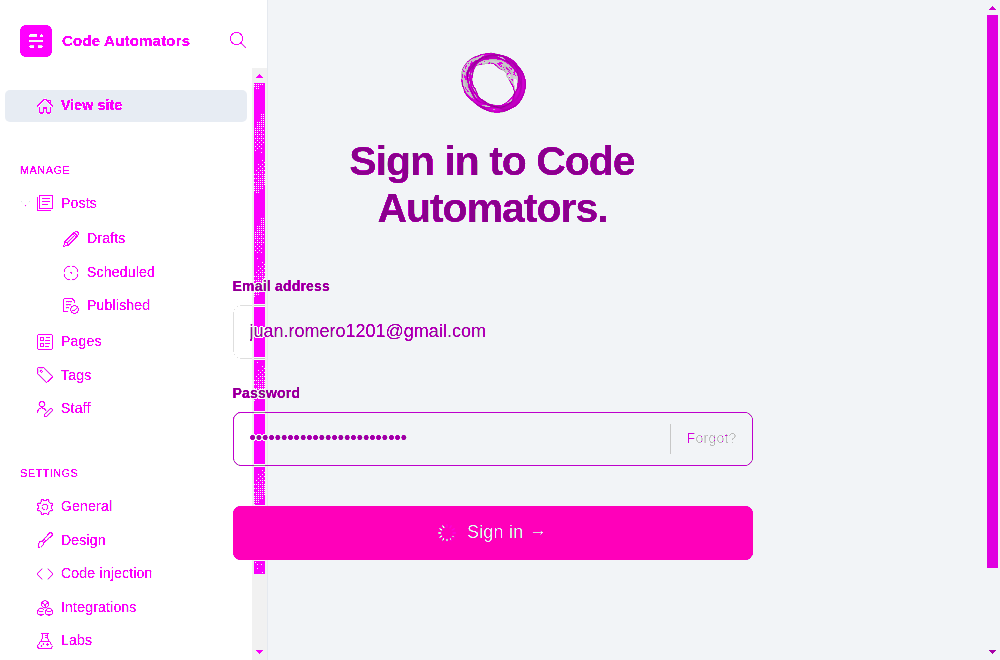 Code Automators
View site
MANAGE
Posts
Drafts
Scheduled
Published
Pages
Tags
Staff
SETTINGS
General
Design
Code injection
Integrations
Labs
Sign in to Code
Automators.
Email address
juan.romero1201@gmail.com
Password
Forgot?
Sign in →